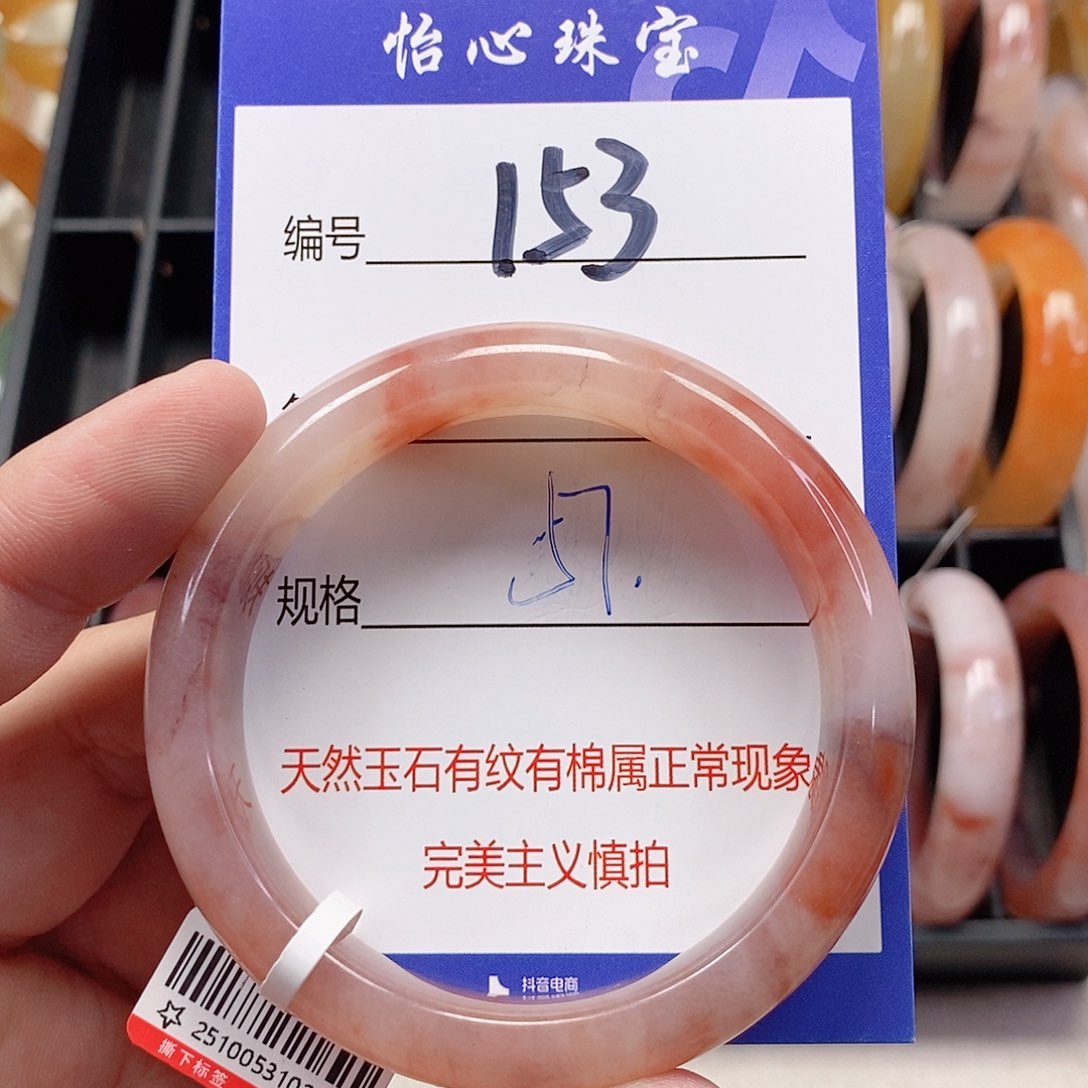 怡心珠宝
编号 153
规格 57.
天然玉石有纹有棉属正常现象
完美主义慎拍
抖音电商
2510053102
撕下标签